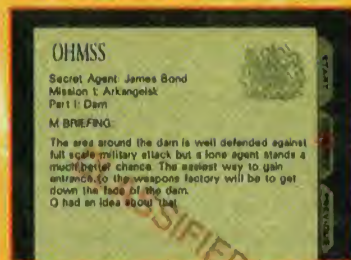 OHMSS
Secret Agent: James Bond
Mission 1: Arkangelsk
Part I: Dam
M BRIEFING:
The area around the dam is well defended against
full scale military attack but a lone agent stands a
much better chance. The easiest way to gain
entrance to the weapons factory will be to get
down the face of the dam.
Q had an idea about that
CLASSIFIED
START
PREVIOUS